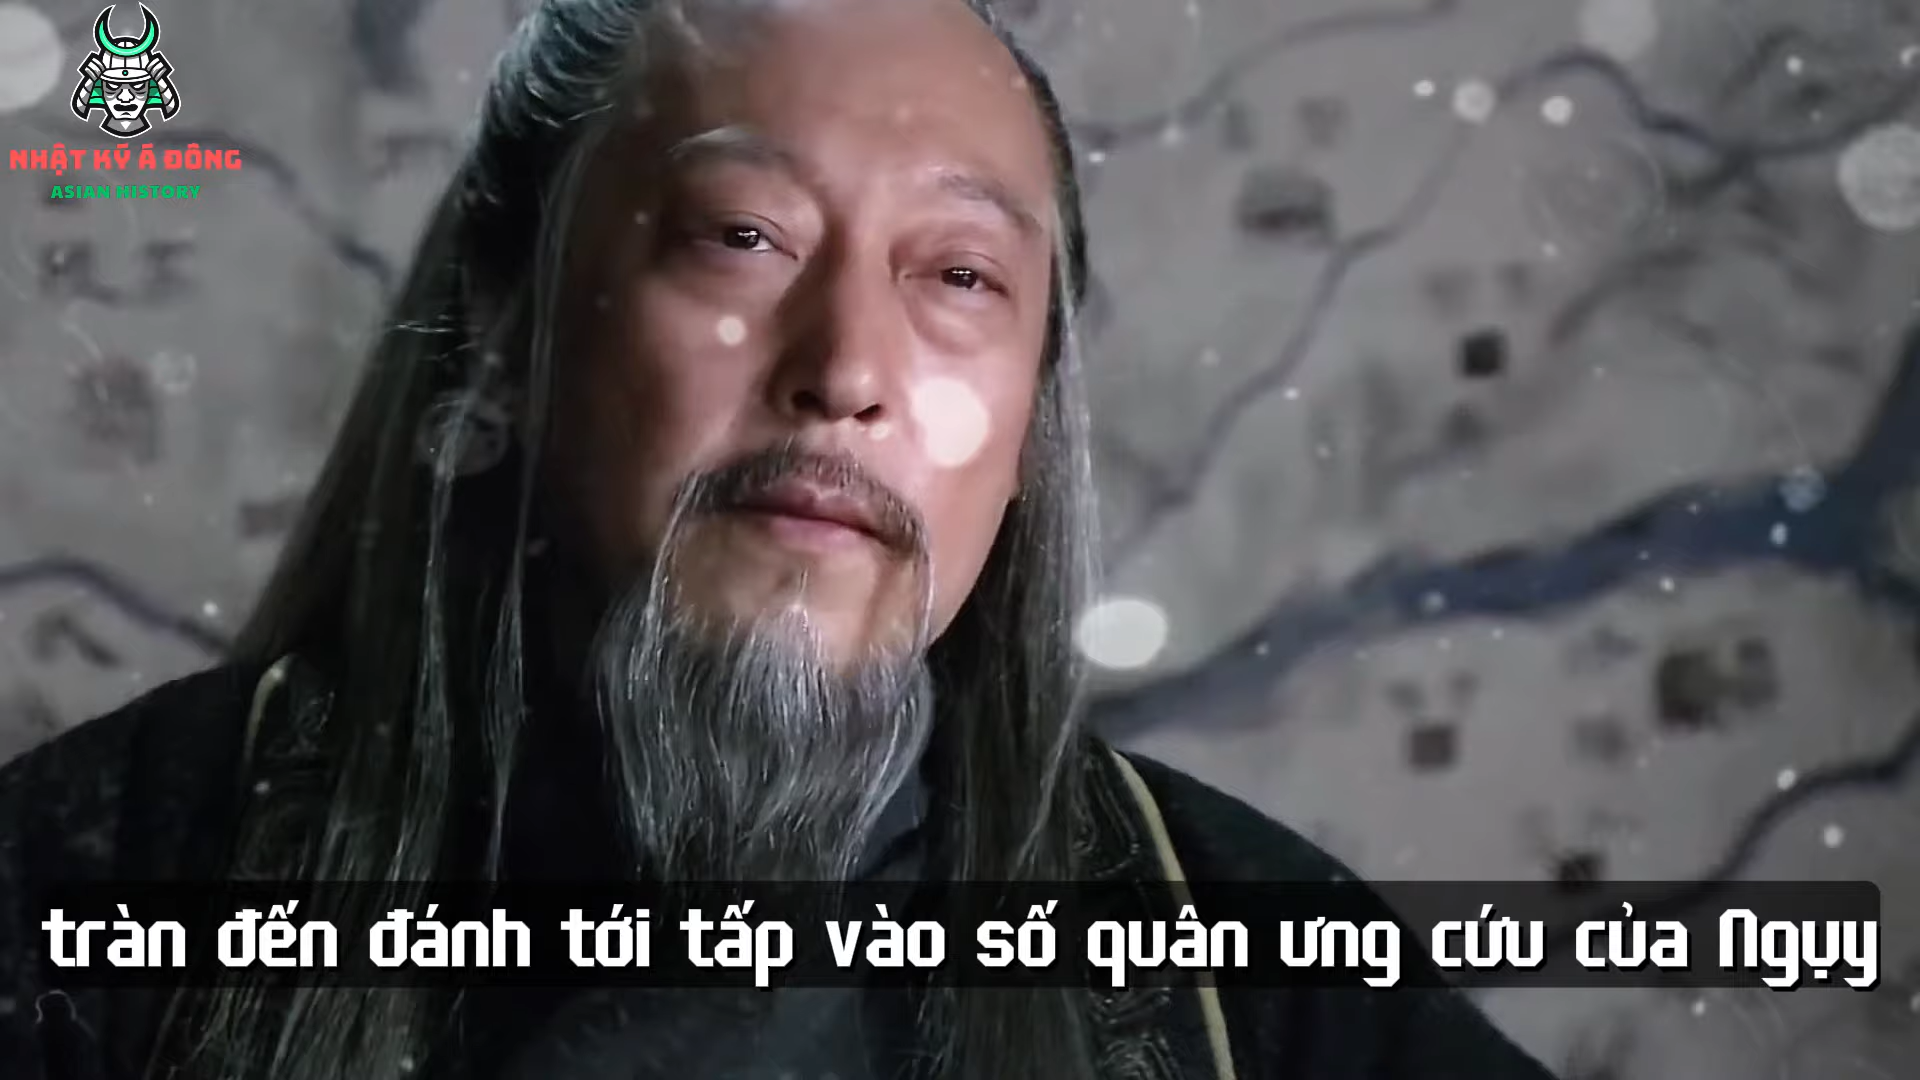 NHẬT KÝ Á ĐÔNG
ASIAN HISTORY
tràn đến đánh tới tấp vào số quân ưng cứu của Ngụy